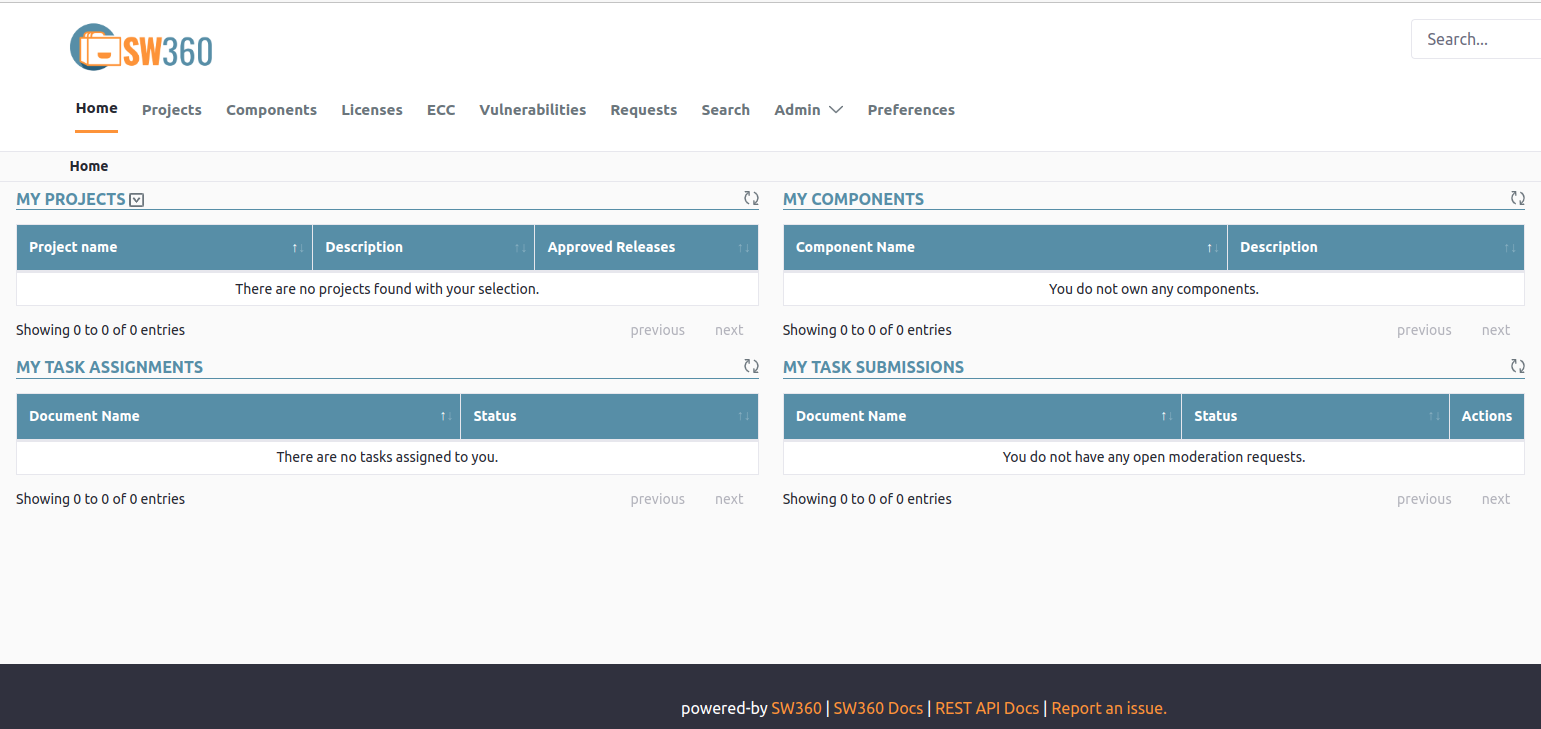 SW360
Search...
Home Projects Components Licenses ECC Vulnerabilities Requests Search Admin Preferences
Home
MY PROJECTS
Project name Description Approved Releases
There are no projects found with your selection.
Showing 0 to 0 of 0 entries previous next
MY COMPONENTS
Component Name Description
You do not own any components.
Showing 0 to 0 of 0 entries previous next
MY TASK ASSIGNMENTS
Document Name Status
There are no tasks assigned to you.
Showing 0 to 0 of 0 entries previous next
MY TASK SUBMISSIONS
Document Name Status Actions
You do not have any open moderation requests.
Showing 0 to 0 of 0 entries previous next
powered-by SW360 | SW360 Docs | REST API Docs | Report an issue.